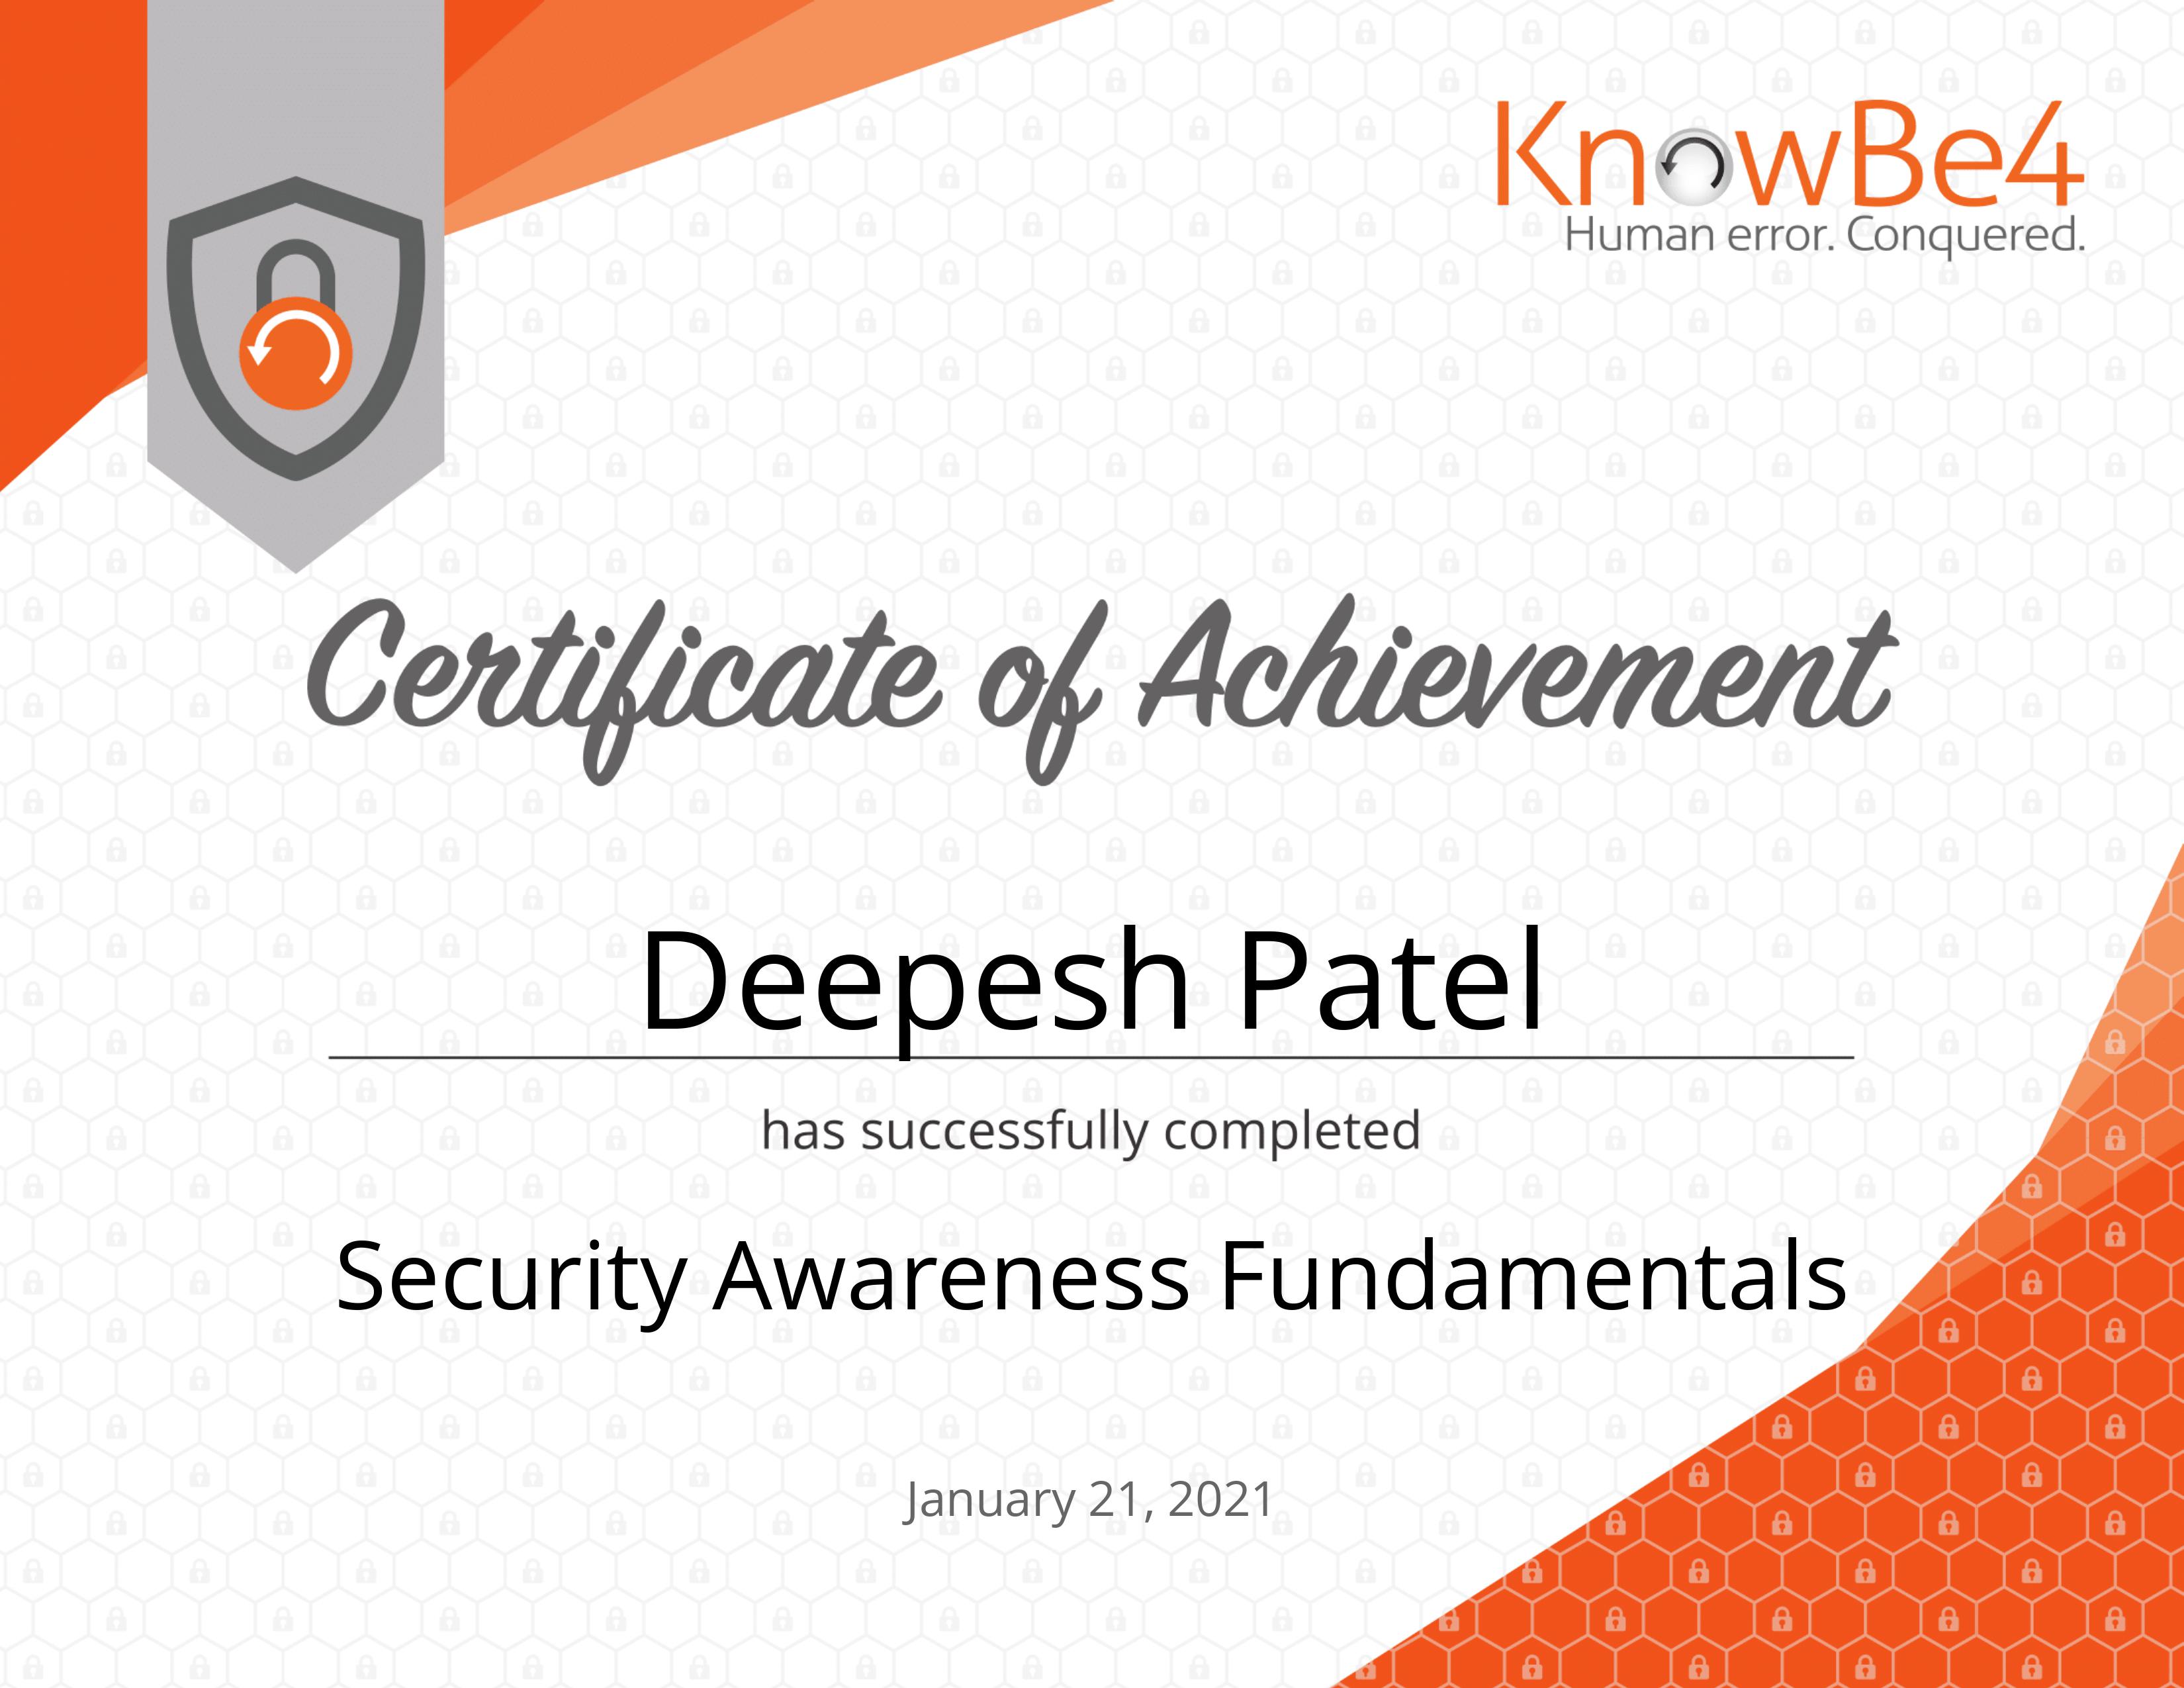 KnowBe4
Human error. Conquered.
Certificate of Achievement
Deepesh Patel
has successfully completed
Security Awareness Fundamentals
January 21, 2021